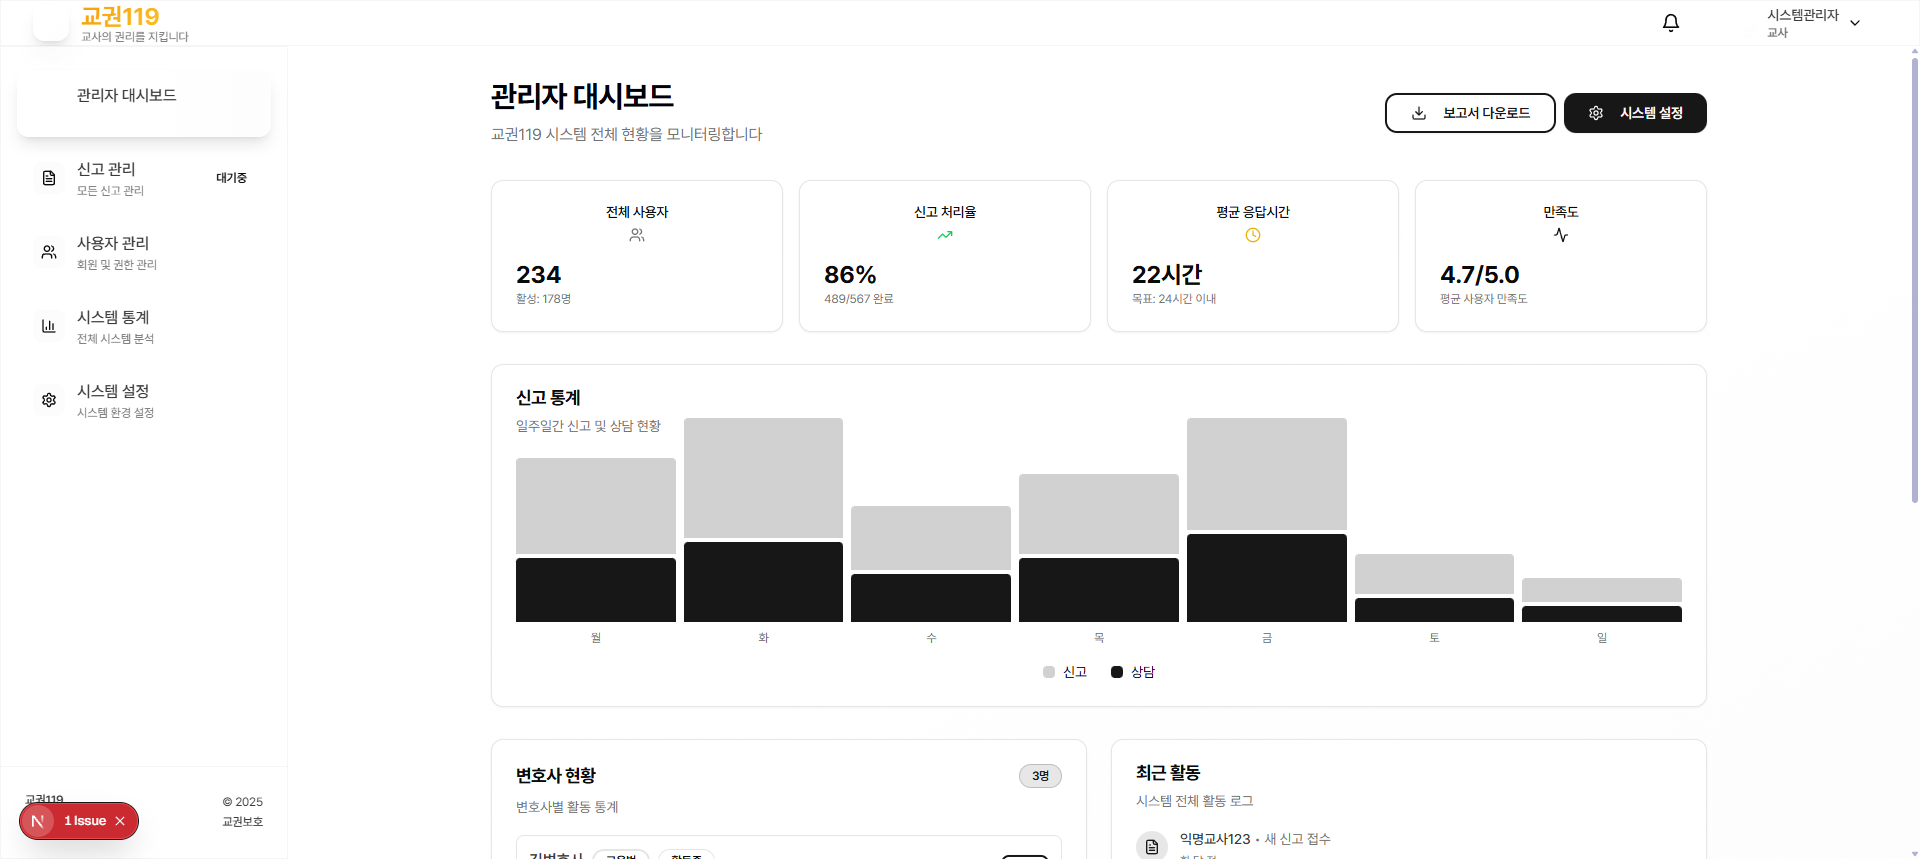 교권119
교사의 권리를 지킵니다
시스템관리자
교사
관리자 대시보드
신고 관리
모든 신고 관리
대기중
사용자 관리
회원 및 권한 관리
시스템 통계
전체 시스템 분석
시스템 설정
시스템 환경 설정
교권119
© 2025
교권보호
1 Issue
관리자 대시보드
교권119 시스템 전체 현황을 모니터링합니다
보고서 다운로드
시스템 설정
전체 사용자
234
활성: 178명
신고 처리율
86%
489/567 완료
평균 응답시간
22시간
목표: 24시간 이내
만족도
4.7/5.0
평균 사용자 만족도
신고 통계
일주일간 신고 및 상담 현황
월 화 수 목 금 토 일
신고 상담
변호사 현황
3명
변호사별 활동 통계
최근 활동
시스템 전체 활동 로그
익명교사123 • 새 신고 접수